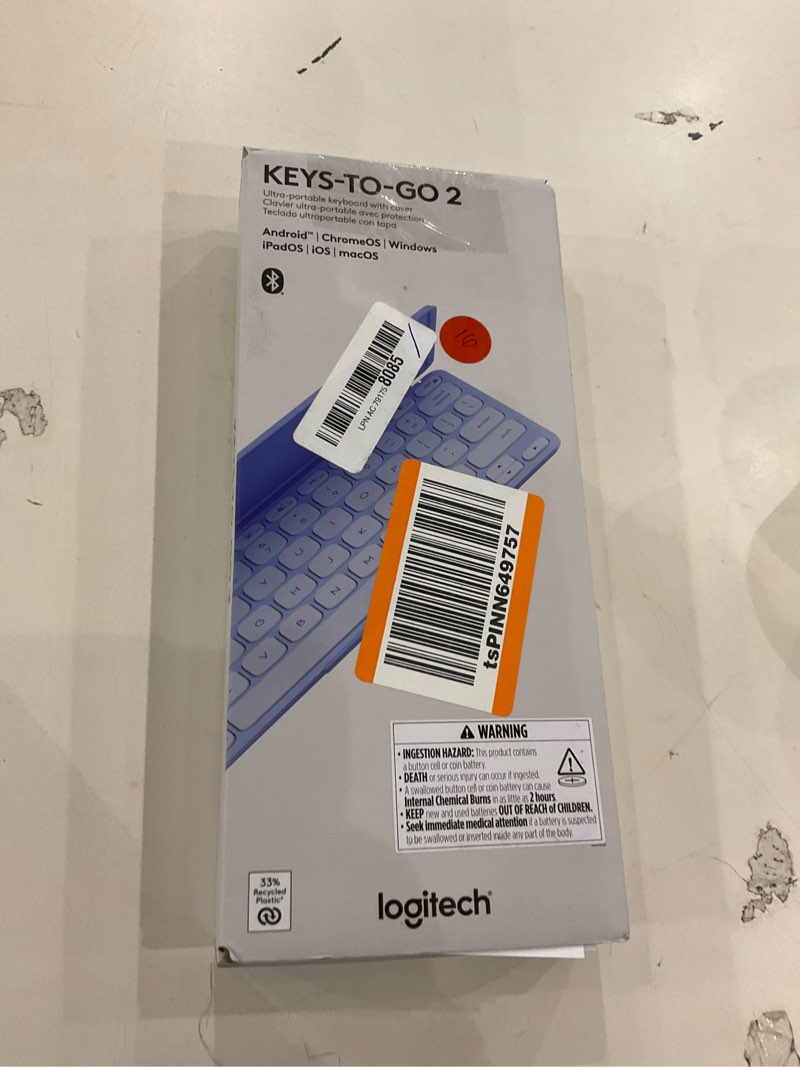 KEYS-TO-GO 2
Ultra-portable keyboard with cover
Clavier ultra-portable avec protection
Teclado ultraportable con tapa
Android™ | ChromeOS | Windows
iPadOS | iOS | macOS
16
LPN AC 79175 8085
tsPINN649757
O
I
U
K
Y
J
M
H
N
G
B
V
WARNING
• INGESTION HAZARD: This product contains
a button cell or coin battery.
• DEATH or serious injury can occur if ingested.
• A swallowed button cell or coin battery can cause
Internal Chemical Burns in as little as 2 hours.
• KEEP new and used batteries OUT OF REACH of CHILDREN.
• Seek immediate medical attention if a battery is suspected
to be swallowed or inserted inside any part of the body.
33%
Recycled
Plastic*
logitech®